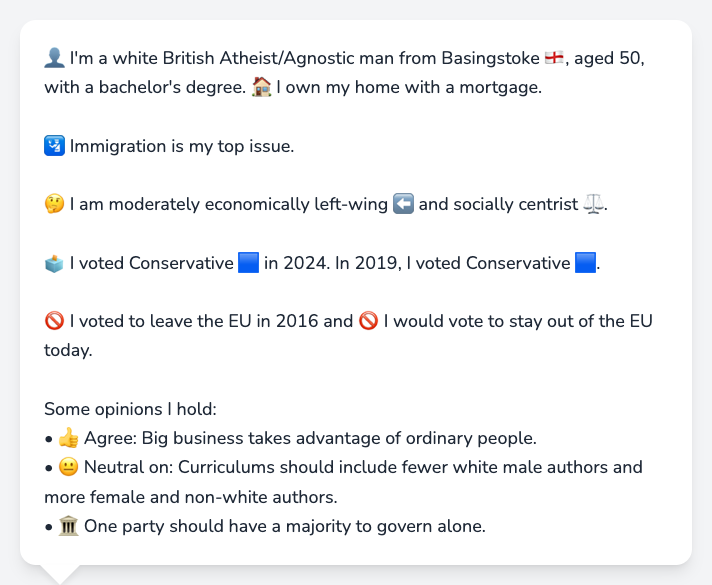 👤 I'm a white British Atheist/Agnostic man from Basingstoke 🏴󠁧󠁢󠁥󠁮󠁧󠁿, aged 50,
with a bachelor's degree. 🏠 I own my home with a mortgage.
🛂 Immigration is my top issue.
🤔 I am moderately economically left-wing ⬅️ and socially centrist ⚖️.
🗳️ I voted Conservative 🟦 in 2024. In 2019, I voted Conservative 🟦.
🚫 I voted to leave the EU in 2016 and 🚫 I would vote to stay out of the EU
today.
Some opinions I hold:
• 👍 Agree: Big business takes advantage of ordinary people.
• 😐 Neutral on: Curriculums should include fewer white male authors and
more female and non-white authors.
• 🏛️ One party should have a majority to govern alone.